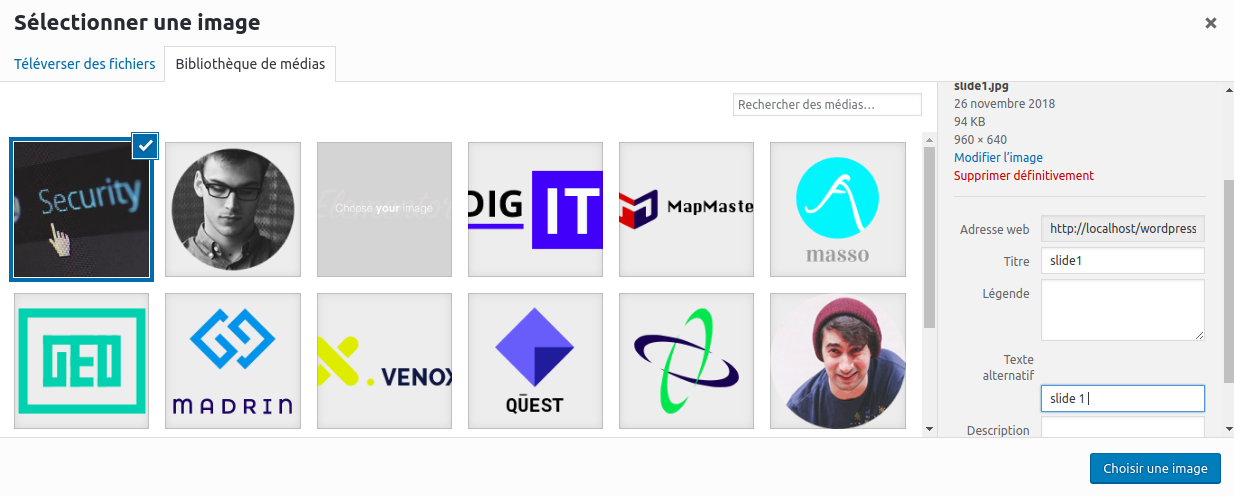 Sélectionner une image
Téléverser des fichiers
Bibliothèque de médias
Rechercher des médias…
Security
Choose your image
DIG
IT
MapMaste
masso
GEO
MADRIN
VENOX
QŪEST
slide1.jpg
26 novembre 2018
94 KB
960 × 640
Modifier l’image
Supprimer définitivement
Adresse web
http://localhost/wordpress
Titre
slide1
Légende
Texte
alternatif
slide 1
Description
Choisir une image